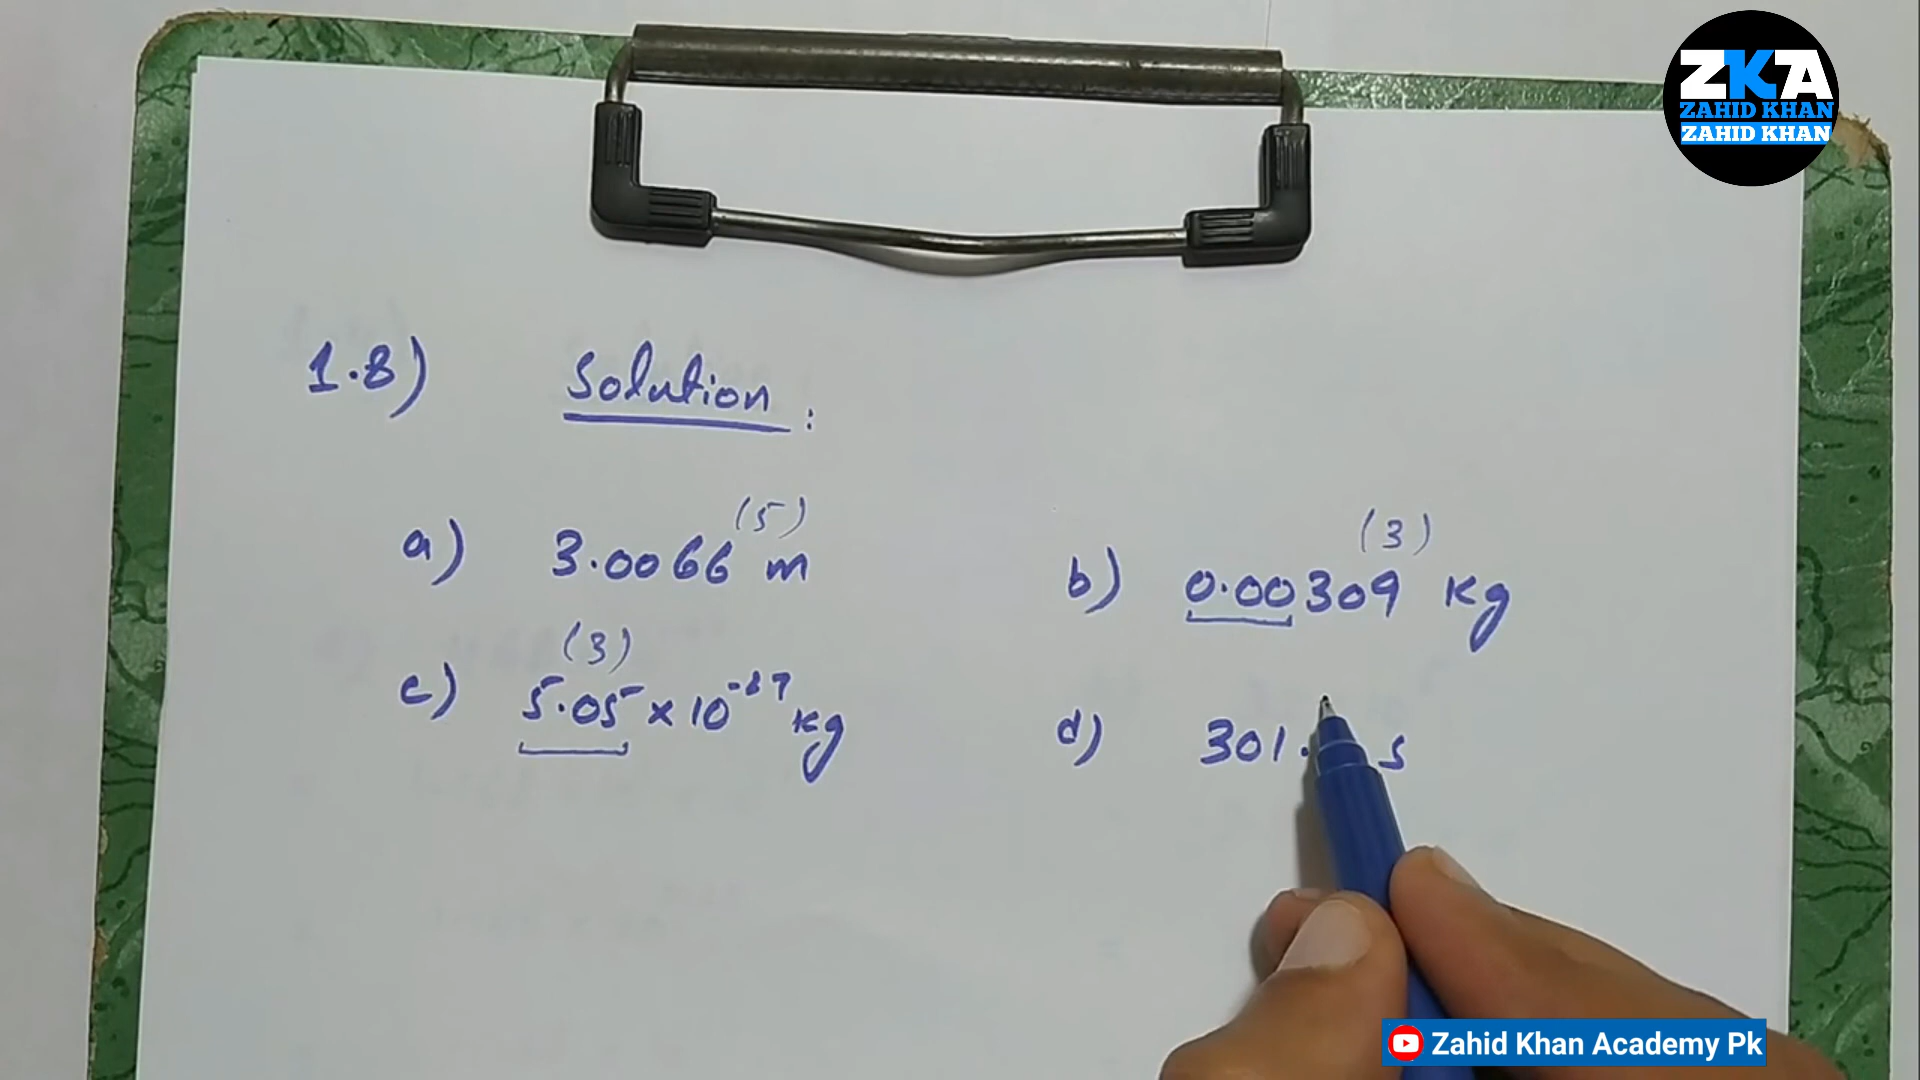 ZKA
ZAHID KHAN
ZAHID KHAN
1.8) Solution :
(5)
a) 3.0066 m
(3)
b) 0.00309 kg
(3)
c) 5.05 × 10⁻²⁷ kg
d) 301. s
Zahid Khan Academy Pk